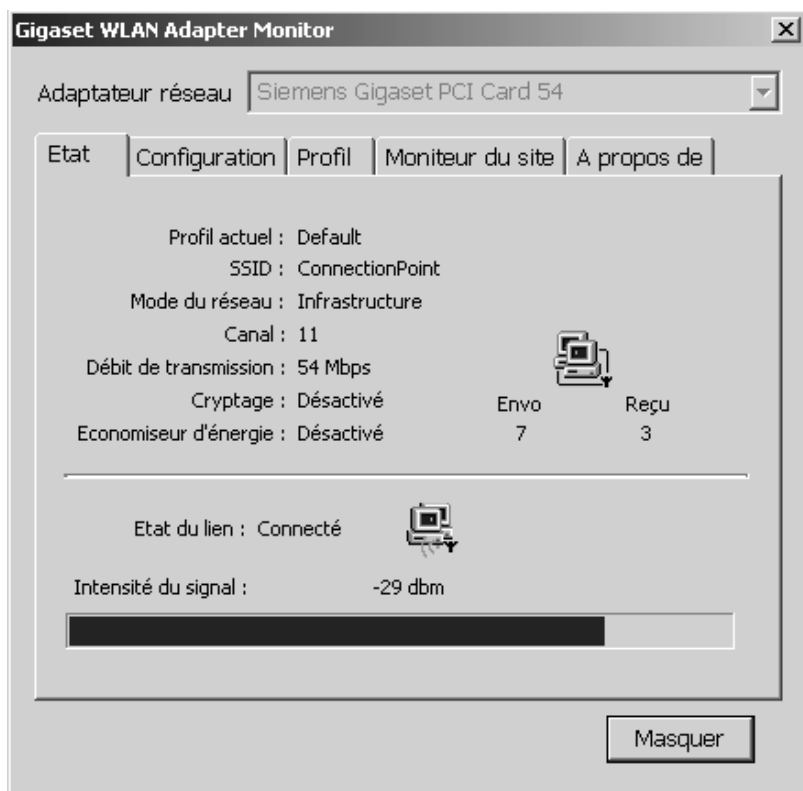 Gigaset WLAN Adapter Monitor
Adaptateur réseau Siemens Gigaset PCI Card 54
Etat Configuration Profil Moniteur du site A propos de
Profil actuel : Default
SSID : ConnectionPoint
Mode du réseau : Infrastructure
Canal : 11
Débit de transmission : 54 Mbps
Cryptage : Désactivé Envo Reçu
Economiseur d'énergie : Désactivé 7 3
Etat du lien : Connecté
Intensité du signal : -29 dbm
Masquer